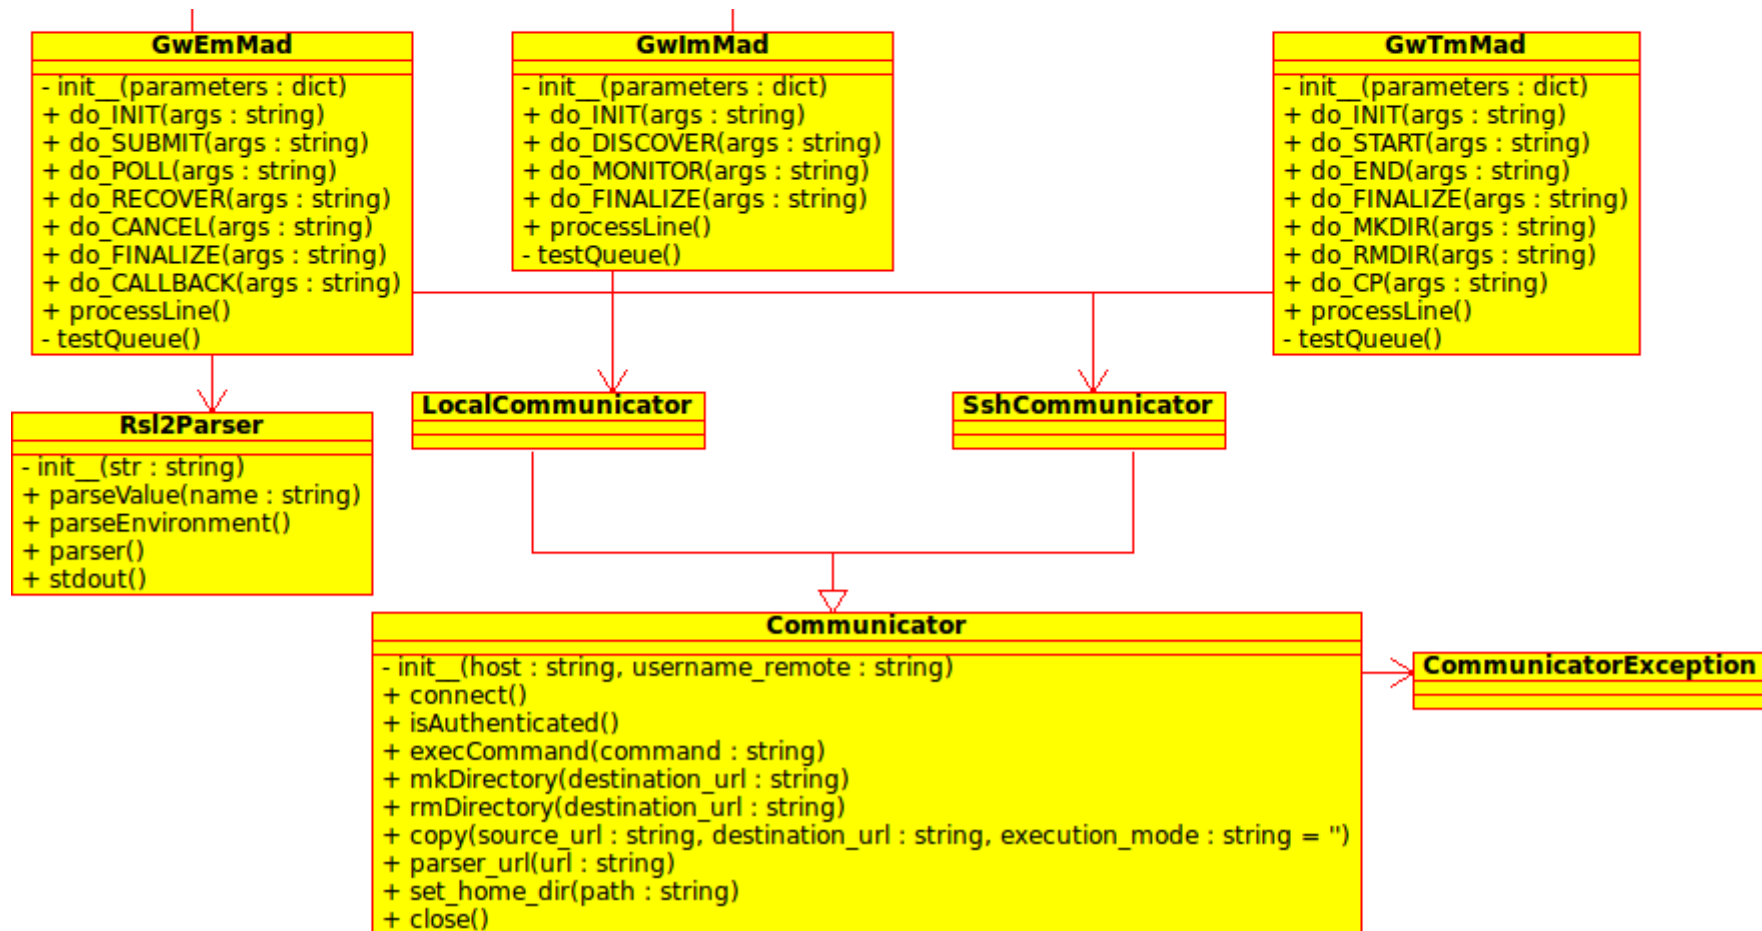 GwEmMad
- init__(parameters : dict)
+ do_INIT(args : string)
+ do_SUBMIT(args : string)
+ do_POLL(args : string)
+ do_RECOVER(args : string)
+ do_CANCEL(args : string)
+ do_FINALIZE(args : string)
+ do_CALLBACK(args : string)
+ processLine()
- testQueue()
GwImMad
- init__(parameters : dict)
+ do_INIT(args : string)
+ do_DISCOVER(args : string)
+ do_MONITOR(args : string)
+ do_FINALIZE(args : string)
+ processLine()
- testQueue()
GwTmMad
- init__(parameters : dict)
+ do_INIT(args : string)
+ do_START(args : string)
+ do_END(args : string)
+ do_FINALIZE(args : string)
+ do_MKDIR(args : string)
+ do_RMDIR(args : string)
+ do_CP(args : string)
+ processLine()
- testQueue()
Rsl2Parser
- init__(str : string)
+ parseValue(name : string)
+ parseEnvironment()
+ parser()
+ stdout()
LocalCommunicator
SshCommunicator
Communicator
- init__(host : string, username_remote : string)
+ connect()
+ isAuthenticated()
+ execCommand(command : string)
+ mkDirectory(destination_url : string)
+ rmDirectory(destination_url : string)
+ copy(source_url : string, destination_url : string, execution_mode : string = '')
+ parser_url(url : string)
+ set_home_dir(path : string)
+ close()
CommunicatorException